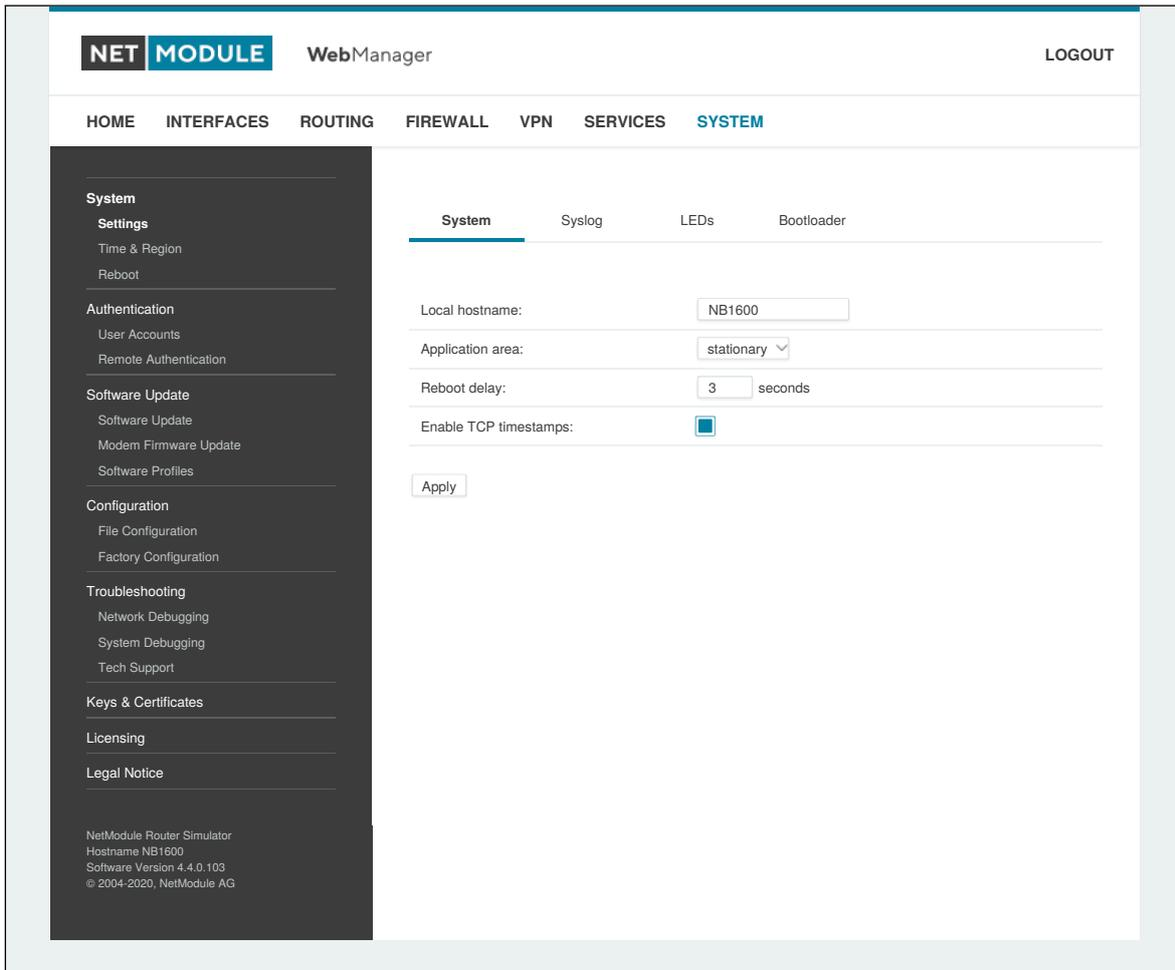 NET MODULE WebManager LOGOUT
HOME INTERFACES ROUTING FIREWALL VPN SERVICES SYSTEM
System
Settings
Time & Region
Reboot
Authentication
User Accounts
Remote Authentication
Software Update
Software Update
Modem Firmware Update
Software Profiles
Configuration
File Configuration
Factory Configuration
Troubleshooting
Network Debugging
System Debugging
Tech Support
Keys & Certificates
Licensing
Legal Notice
NetModule Router Simulator
Hostname NB1600
Software Version 4.4.0.103
© 2004-2020, NetModule AG
System Syslog LEDs Bootloader
Local hostname: NB1600
Application area: stationary
Reboot delay: 3 seconds
Enable TCP timestamps:
Apply